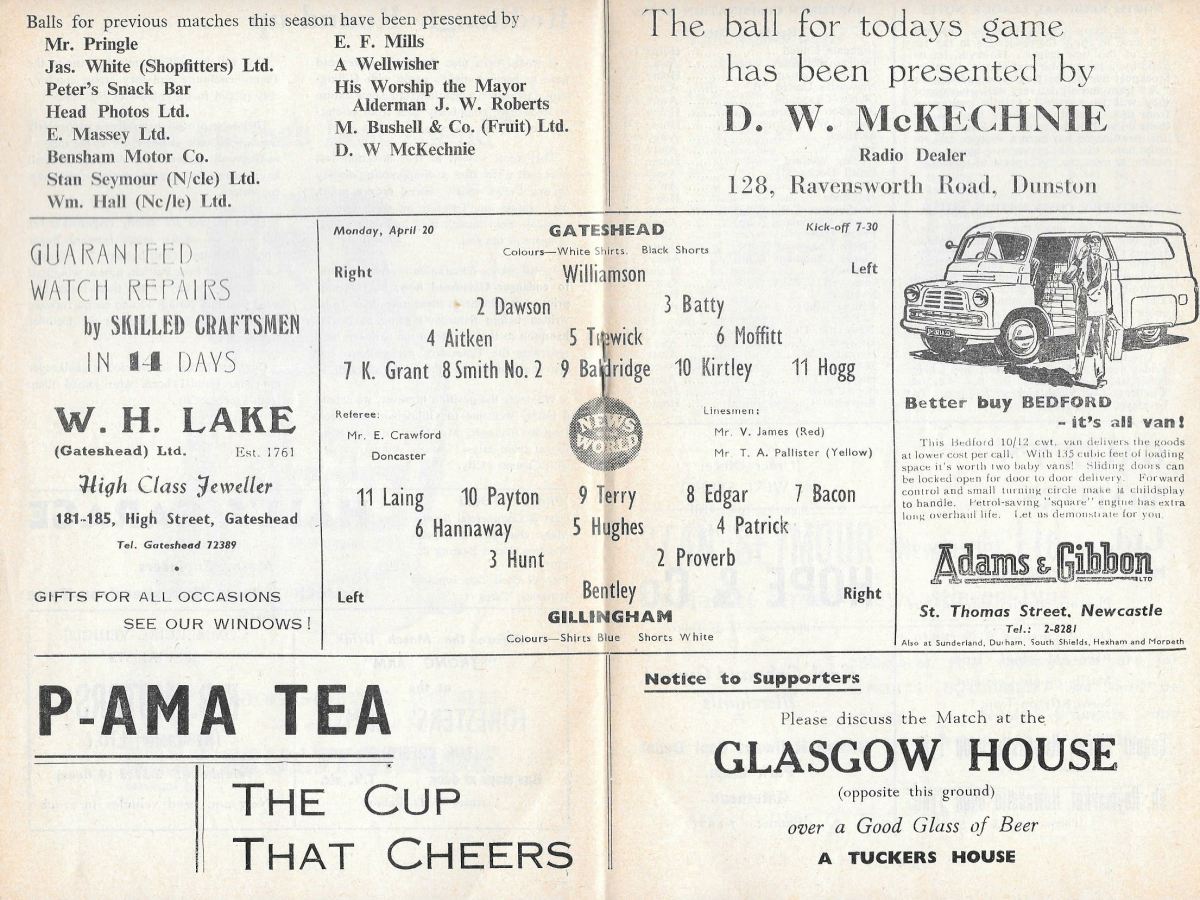 Balls for previous matches this season have been presented by
Mr. Pringle
Jas. White (Shopfitters) Ltd.
Peter's Snack Bar
Head Photos Ltd.
E. Massey Ltd.
Bensham Motor Co.
Stan Seymour (N/cle) Ltd.
Wm. Hall (Nc/le) Ltd.
E. F. Mills
A Wellwisher
His Worship the Mayor
Alderman J. W. Roberts
M. Bushell & Co. (Fruit) Ltd.
D. W McKechnie
The ball for todays game
has been presented by
D. W. McKECHNIE
Radio Dealer
128, Ravensworth Road, Dunston
GUARANTEED
WATCH REPAIRS
by SKILLED CRAFTSMEN
IN 14 DAYS
W. H. LAKE
(Gateshead) Ltd. Est. 1761
High Class Jeweller
181-185, High Street, Gateshead
Tel. Gateshead 72389
GIFTS FOR ALL OCCASIONS
SEE OUR WINDOWS!
Monday, April 20 GATESHEAD Kick-off 7-30
Colours—White Shirts. Black Shorts
Right Williamson Left
2 Dawson 3 Batty
4 Aitken 5 Trewick 6 Moffitt
7 K. Grant 8 Smith No. 2 9 Baldridge 10 Kirtley 11 Hogg
Referee:
Mr. E. Crawford
Doncaster
NEWS
OF THE
WORLD
Linesmen:
Mr. V. James (Red)
Mr. T. A. Pallister (Yellow)
11 Laing 10 Payton 9 Terry 8 Edgar 7 Bacon
6 Hannaway 5 Hughes 4 Patrick
3 Hunt 2 Proverb
Left Bentley Right
GILLINGHAM
Colours—Shirts Blue Shorts White
Better buy BEDFORD
- it's all van!
This Bedford 10/12 cwt. van delivers the goods
at lower cost per call. With 135 cubic feet of loading
space it's worth two baby vans! Sliding doors can
be locked open for door to door delivery. Forward
control and small turning circle make it childsplay
to handle. Petrol-saving "square" engine has extra
long overhaul life. Let us demonstrate for you.
Adams & Gibbon LTD
St. Thomas Street, Newcastle
Tel.: 2-8281
Also at Sunderland, Durham, South Shields, Hexham and Morpeth
P-AMA TEA
THE CUP
THAT CHEERS
Notice to Supporters
Please discuss the Match at the
GLASGOW HOUSE
(opposite this ground)
over a Good Glass of Beer
A TUCKERS HOUSE